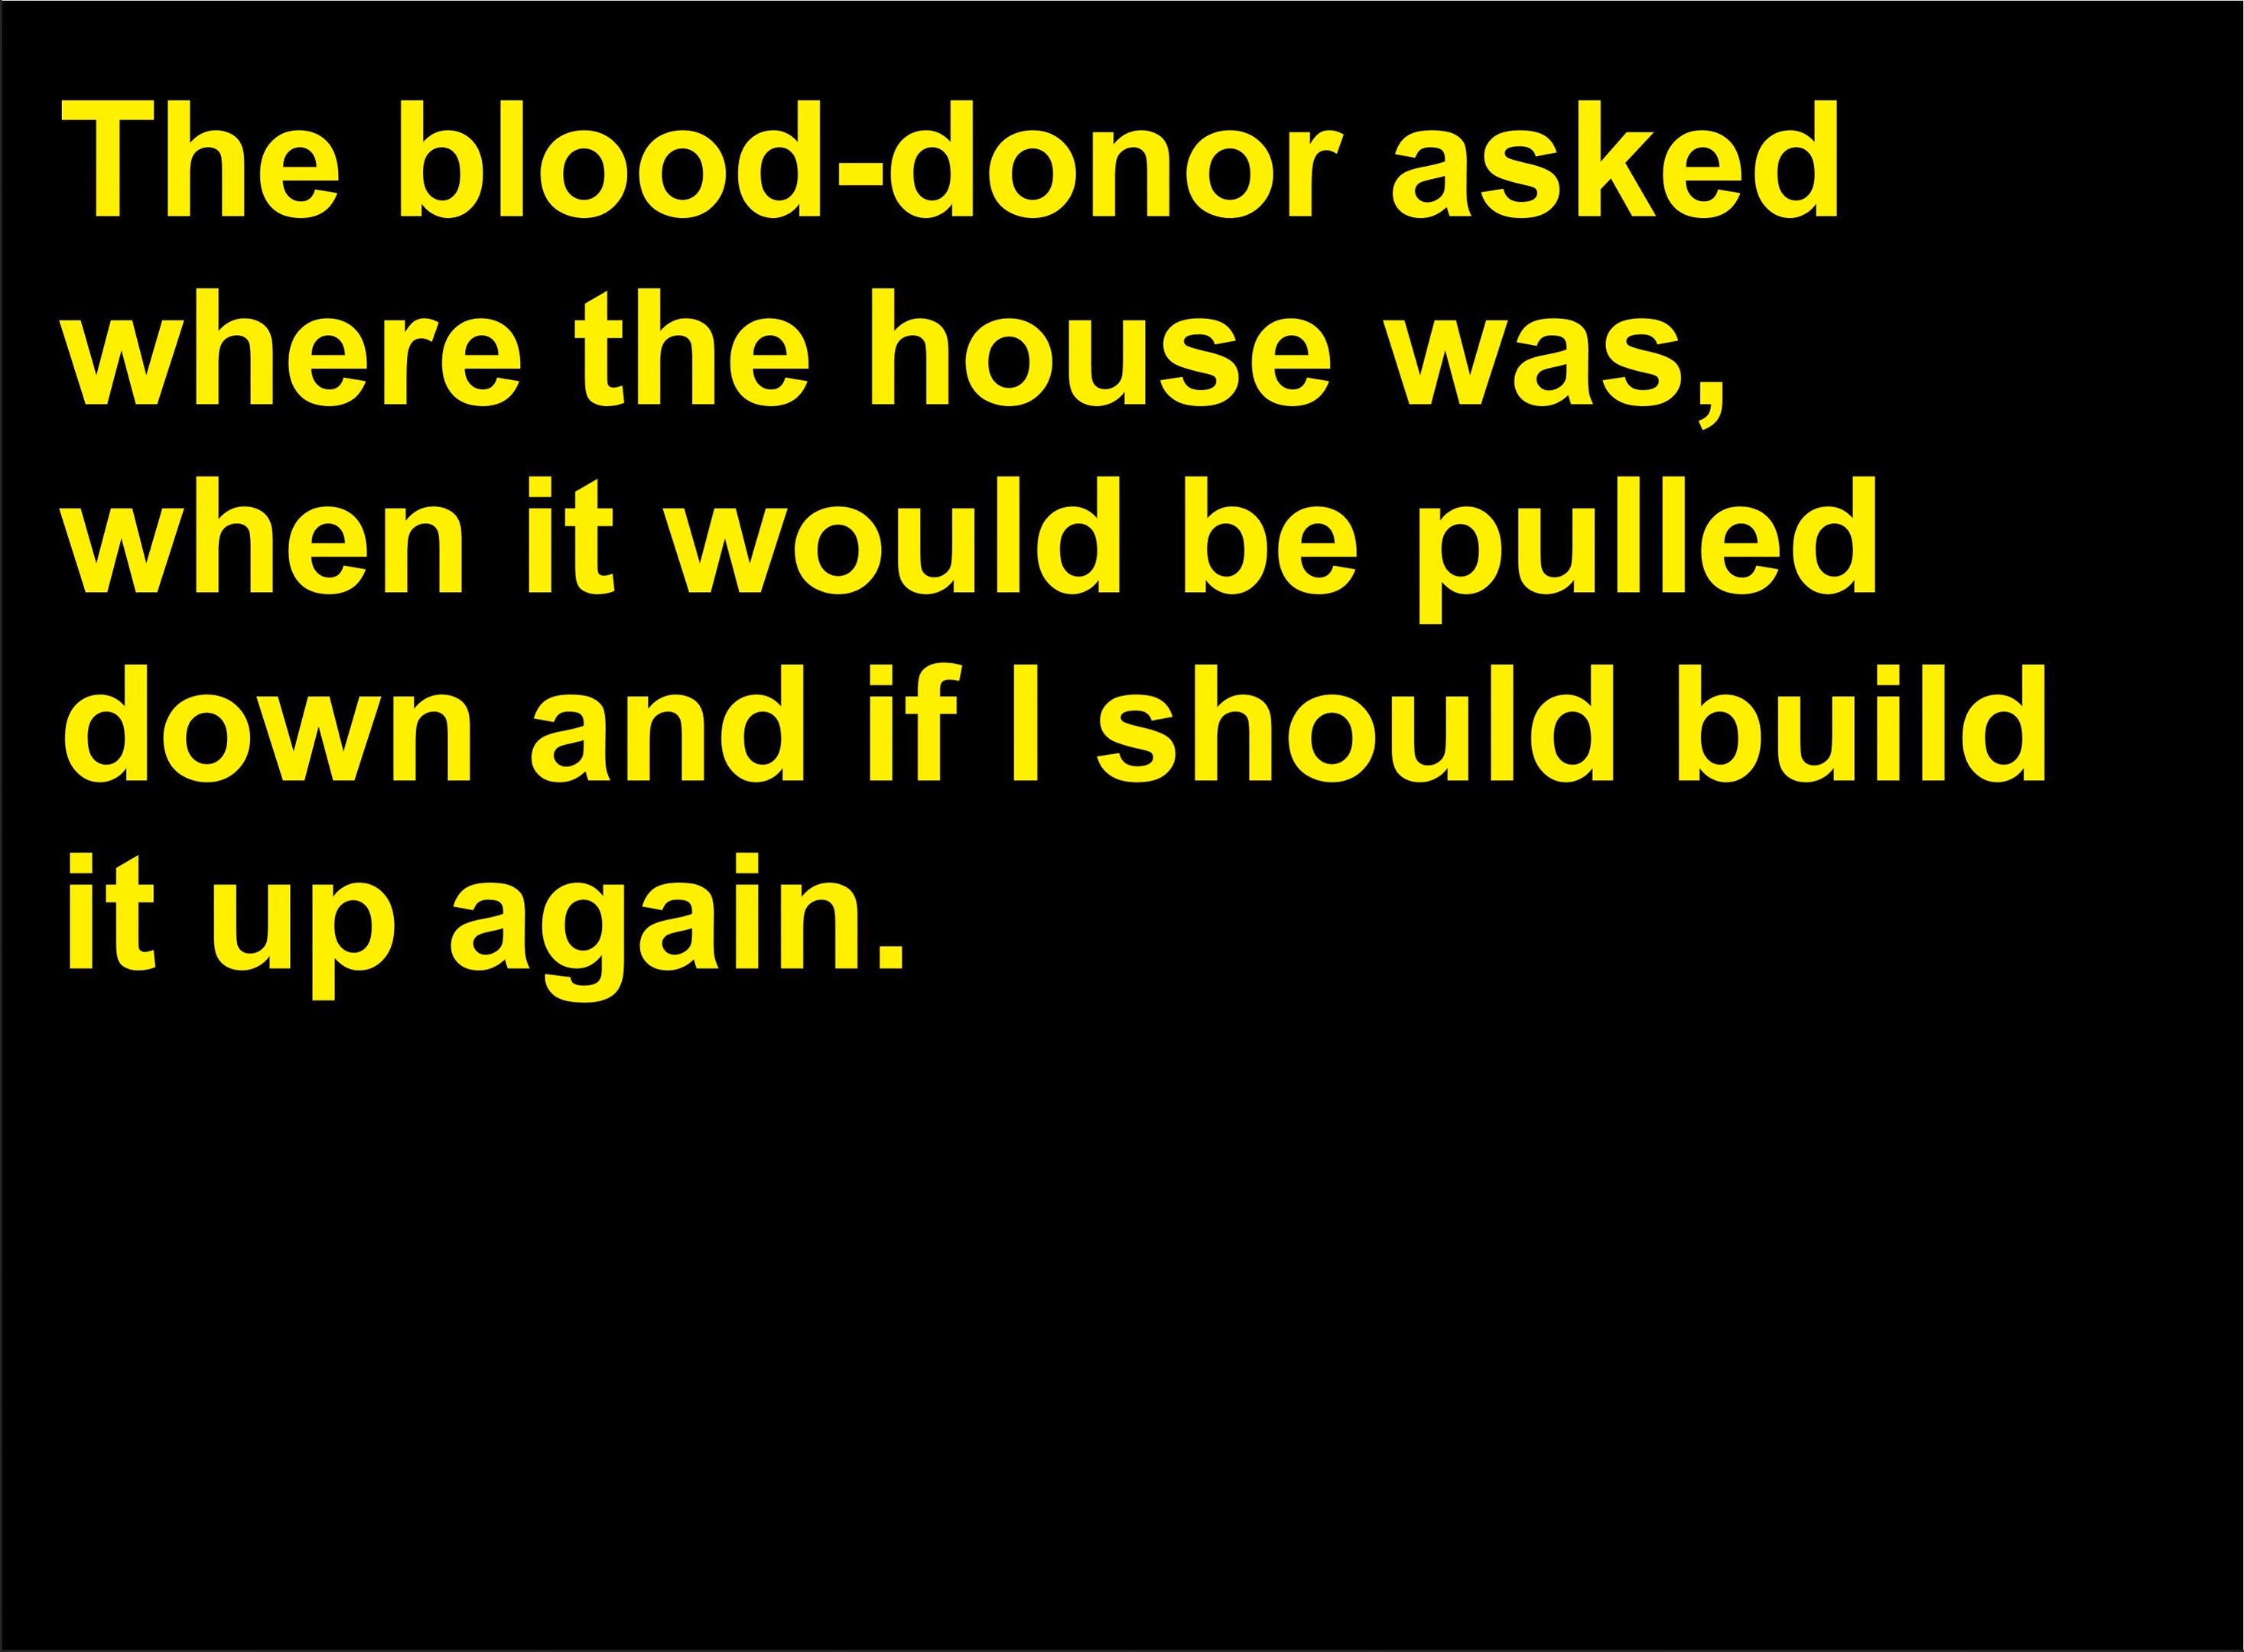 The blood-donor asked
where the house was,
when it would be pulled
down and if I should build
it up again.